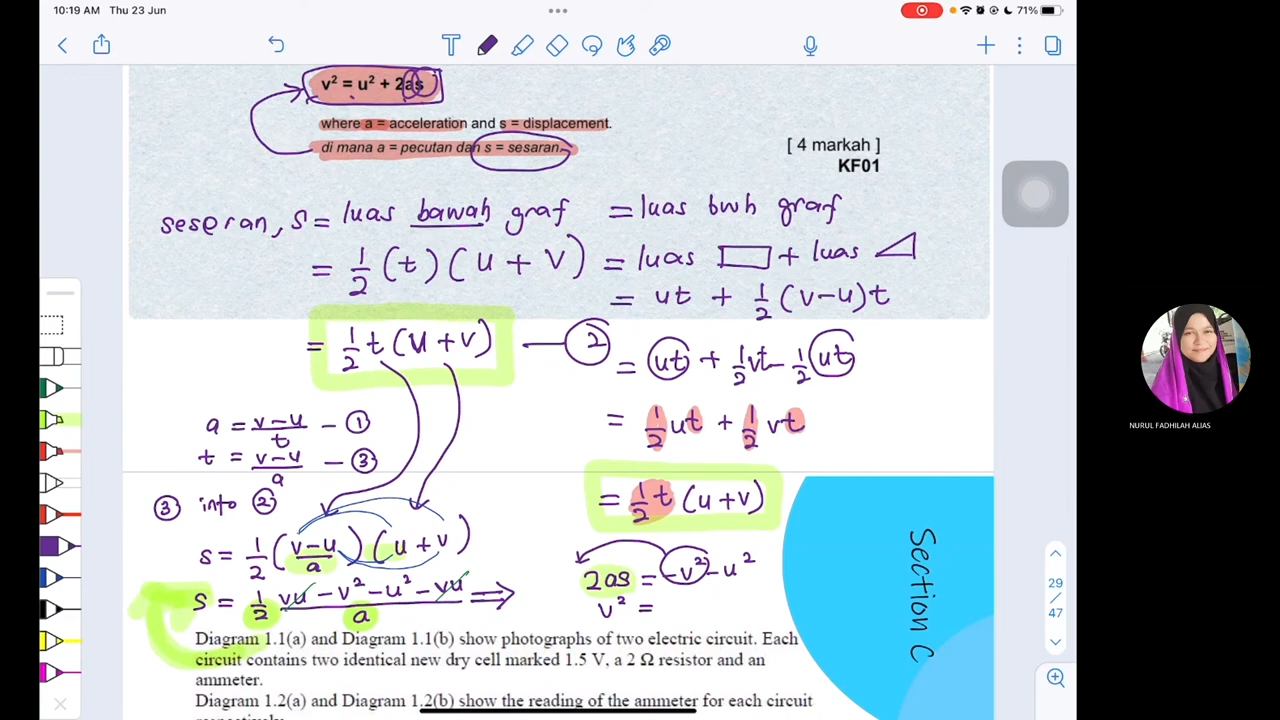 10:19 AM Thu 23 Jun
71%
v² = u² + 2as
where a = acceleration and s = displacement.
di mana a = pecutan dan s = sesaran.
[ 4 markah ]
KF01
seseran, s = luas bawah graf
= 1/2 (t) (u + v)
= 1/2 t (u + v) — 2
a = v-u/t - 1
t = v-u/a - 3
3 into 2
s = 1/2 (v-u/a) (u + v)
s = 1/2 vu - v² - u² - vu/a ⇒
= luas bwh graf
= luas ▭ + luas ◿
= ut + 1/2 (v-u)t
= ut + 1/2 vt - 1/2 ut
= 1/2 ut + 1/2 vt
= 1/2 t (u+v)
2as = -v² - u²
v² =
Diagram 1.1(a) and Diagram 1.1(b) show photographs of two electric circuit. Each
circuit contains two identical new dry cell marked 1.5 V, a 2 Ω resistor and an
ammeter.
Diagram 1.2(a) and Diagram 1.2(b) show the reading of the ammeter for each circuit
Section C
29
/
47
NURUL FADHILAH ALIAS